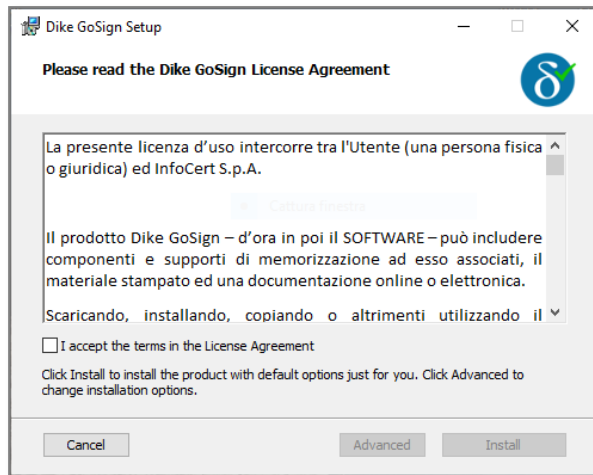 Dike GoSign Setup
Please read the Dike GoSign License Agreement
La presente licenza d’uso intercorre tra l'Utente (una persona fisica
o giuridica) ed InfoCert S.p.A.
Cattura finestra
Il prodotto Dike GoSign – d’ora in poi il SOFTWARE – può includere
componenti e supporti di memorizzazione ad esso associati, il
materiale stampato ed una documentazione online o elettronica.
Scaricando, installando, copiando o altrimenti utilizzando il
I accept the terms in the License Agreement
Click Install to install the product with default options just for you. Click Advanced to
change installation options.
Cancel Advanced Install